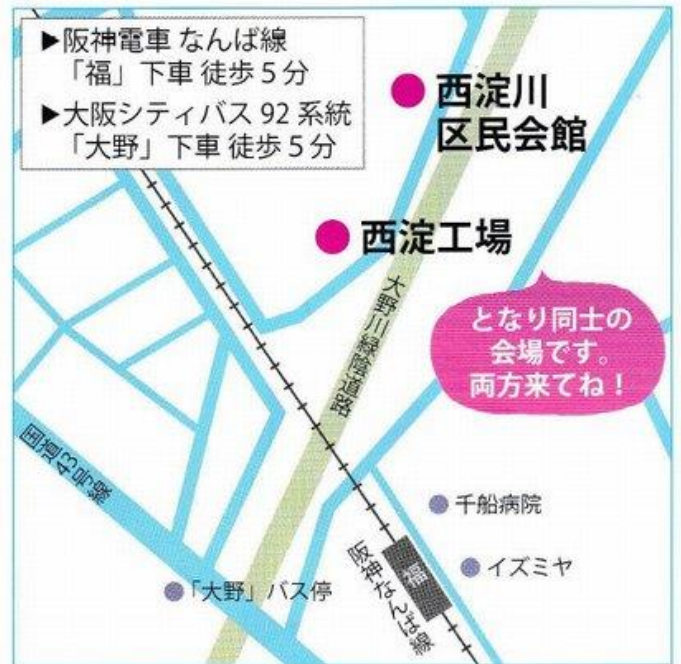 ▶阪神電車 なんば線
「福」下車 徒歩5分
▶大阪シティバス 92 系統
「大野」下車 徒歩5分
西淀川
区民会館
西淀工場
となり同士の
会場です。
両方来てね！
大野川緑陰道路
国道43号線
千船病院
イズミヤ
福
阪神なんば線
「大野」バス停